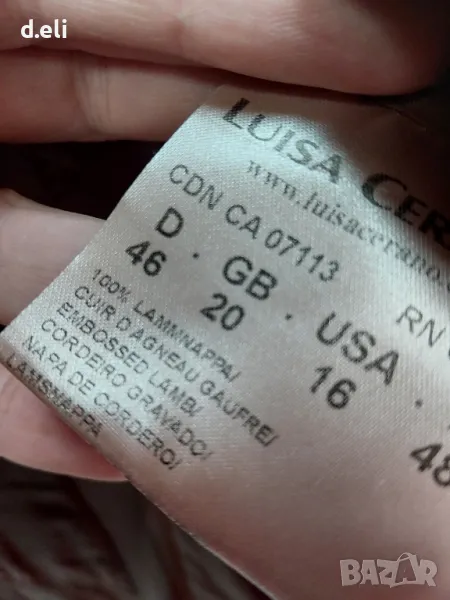 d.eli
LUISA CER
www.luisacerano.
CDN CA 07113
RN
D · GB · USA ·
46 20 16 48
100% LAMMNAPPA/
CUIR D'AGNEAU GAUFRE/
EMBOSSED LAMB/
CORDEIRO GRAVADO/
NAPA DE CORDERO/
LAMSNAPPA
BAZAR